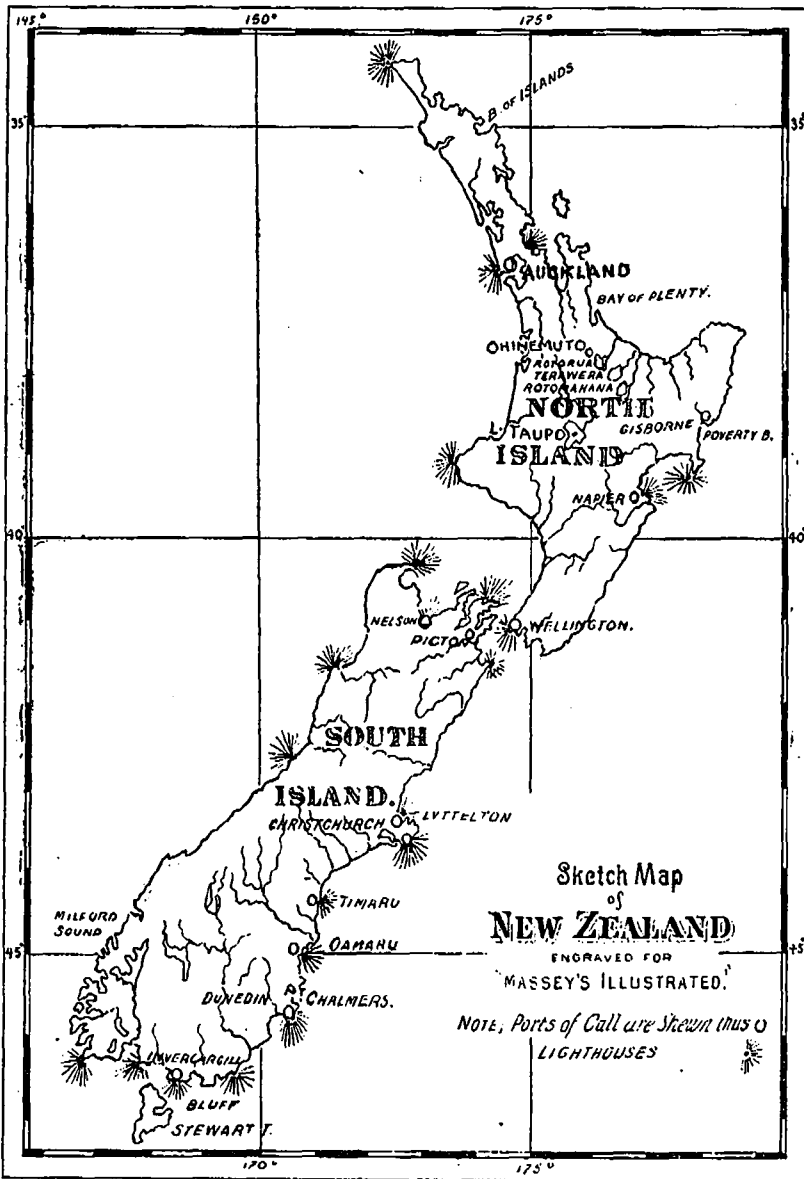 145° 150° 175°
B. OF ISLANDS
35° 35°
AUCKLAND
BAY OF PLENTY.
OHINEMUTO
ROTORUA
TERAWERA
ROTOMAHANA
NORTH
GISBORNE
POVERTY B.
L. TAUPO
ISLAND
NAPIER
40° 40°
NELSON
WELLINGTON.
PICTO
SOUTH
ISLAND.
LYTTELTON
CHRISTCHURCH
Sketch Map
of
NEW ZEALAND
ENGRAVED FOR
"MASSEY'S ILLUSTRATED."
NOTE, Ports of Call are Shewn thus O
LIGHTHOUSES
TIMARU
MILFORD
SOUND
OAMARU
45° 45°
DUNEDIN
PT CHALMERS.
INVERCARGILL
BLUFF
STEWART I.
170° 175°